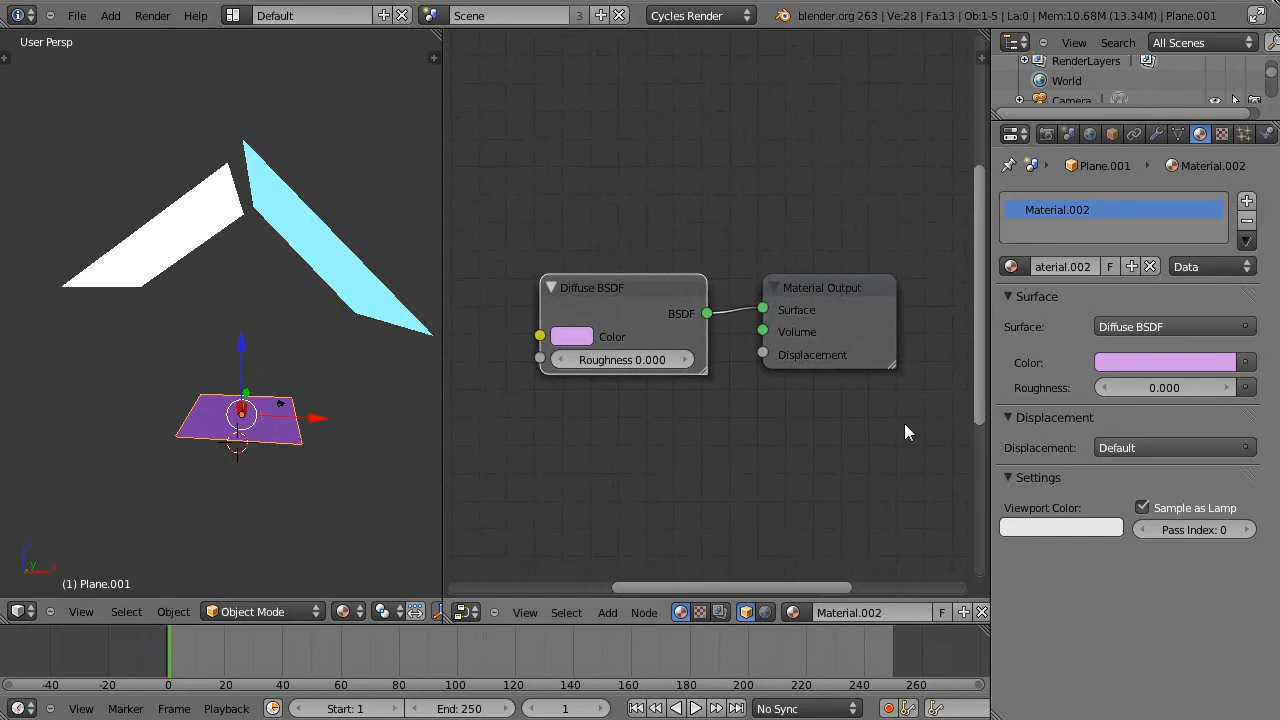 File Add Render Help Default Scene 3 Cycles Render blender.org 263 | Ve:28 | Fa:13 | Ob:1-5 | La:0 | Mem:10.68M (13.34M) | Plane.001
User Persp
View Search All Scenes
RenderLayers
World
Camera
Plane.001 Material.002
Material.002
aterial.002 F Data
Surface
Surface: Diffuse BSDF
Color:
Roughness: 0.000
Displacement
Displacement: Default
Settings
Viewport Color: Sample as Lamp
Pass Index: 0
Diffuse BSDF
BSDF
Color
Roughness 0.000
Material Output
Surface
Volume
Displacement
z
y
(1) Plane.001
View Select Object Object Mode
View Select Add Node Material.002 F
-40 -20 0 20 40 60 80 100 120 140 160 180 200 220 240 260
View Marker Frame Playback Start: 1 End: 250 1 No Sync